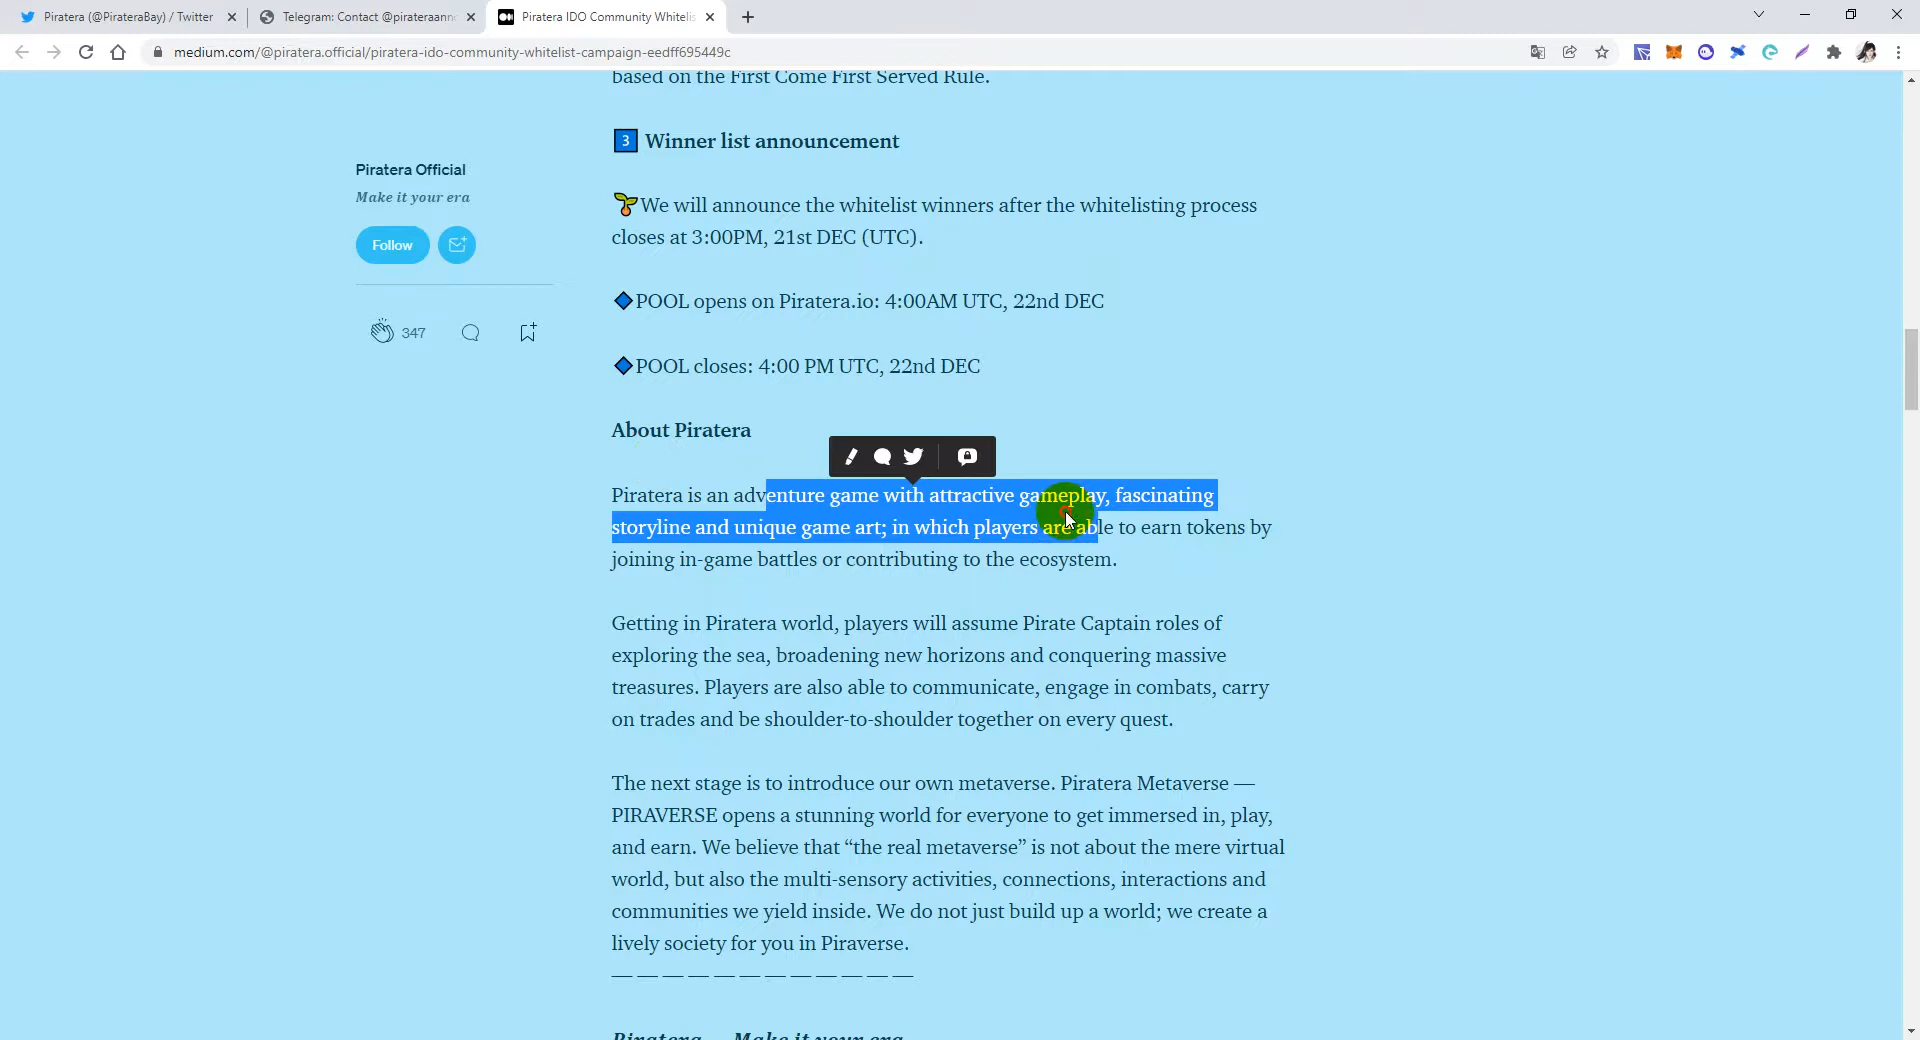 Piratera (@PirateraBay) / Twitter
Telegram: Contact @pirateraann
Piratera IDO Community Whitelis
medium.com/@piratera.official/piratera-ido-community-whitelist-campaign-eedff695449c
based on the First Come First Served Rule.
3 Winner list announcement
Piratera Official
Make it your era
Follow
347
We will announce the whitelist winners after the whitelisting process
closes at 3:00PM, 21st DEC (UTC).
POOL opens on Piratera.io: 4:00AM UTC, 22nd DEC
POOL closes: 4:00 PM UTC, 22nd DEC
About Piratera
Piratera is an adventure game with attractive gameplay, fascinating
storyline and unique game art; in which players are able to earn tokens by
joining in-game battles or contributing to the ecosystem.
Getting in Piratera world, players will assume Pirate Captain roles of
exploring the sea, broadening new horizons and conquering massive
treasures. Players are also able to communicate, engage in combats, carry
on trades and be shoulder-to-shoulder together on every quest.
The next stage is to introduce our own metaverse. Piratera Metaverse —
PIRAVERSE opens a stunning world for everyone to get immersed in, play,
and earn. We believe that “the real metaverse” is not about the mere virtual
world, but also the multi-sensory activities, connections, interactions and
communities we yield inside. We do not just build up a world; we create a
lively society for you in Piraverse.
— — — — — — — — — — — —
Piratera — Make it your era